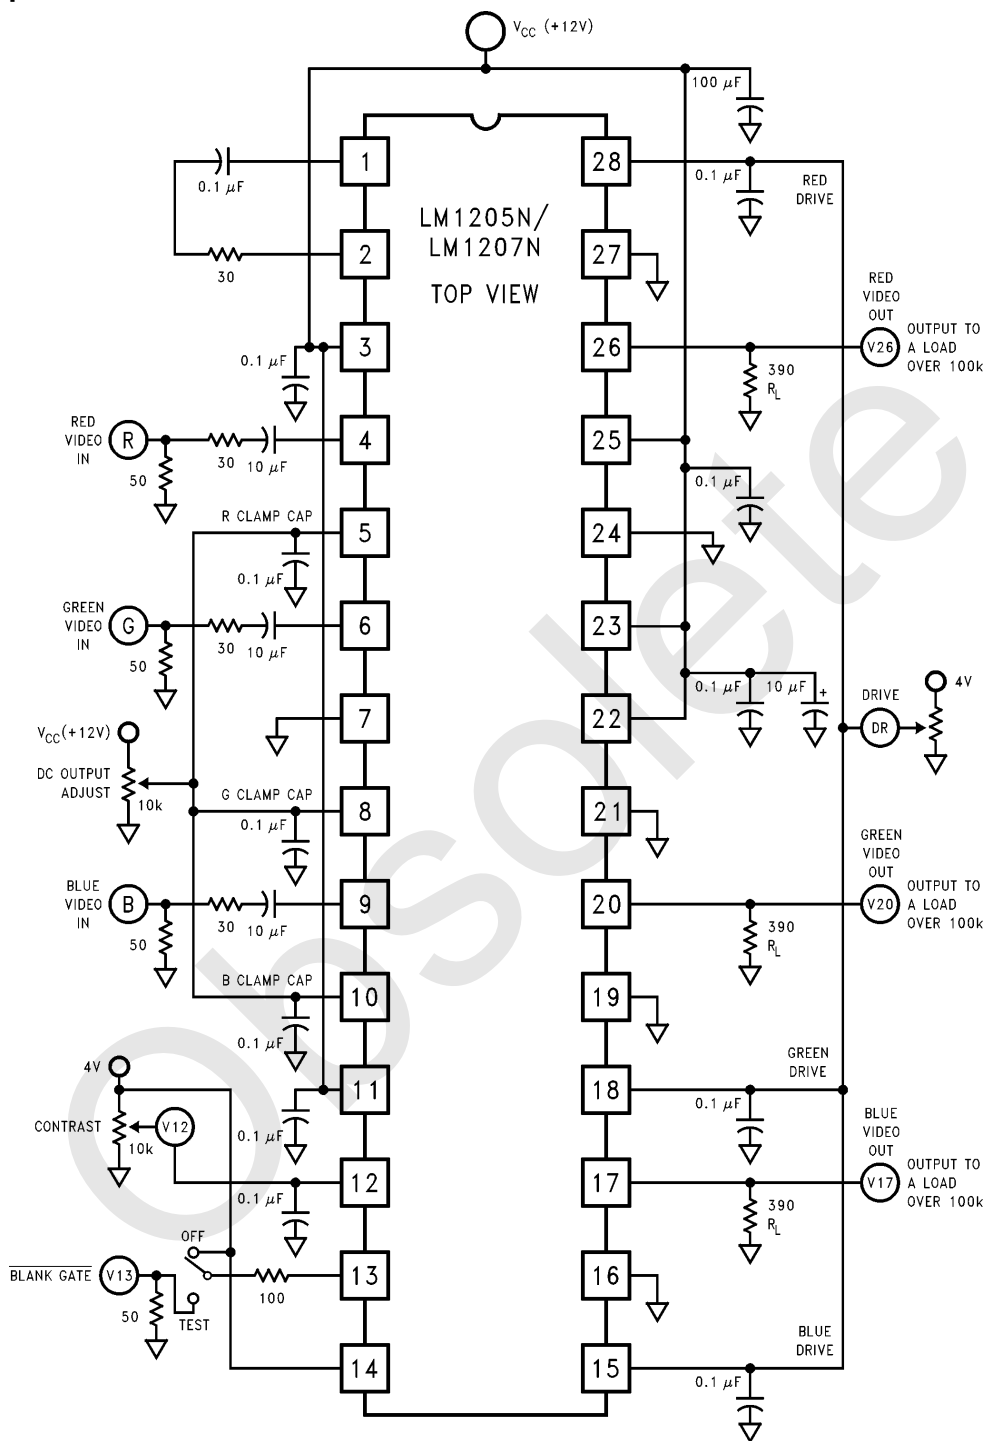 V_CC (+12V)
100 μF
1
28
0.1 μF
0.1 μF
RED
DRIVE
LM1205N/
LM1207N
TOP VIEW
2
27
30
RED
VIDEO
OUT
3
26
V26
OUTPUT TO
A LOAD
OVER 100k
0.1 μF
390
R_L
RED
VIDEO
IN
R
50
30
10 μF
4
25
0.1 μF
R CLAMP CAP
5
24
0.1 μF
GREEN
VIDEO
IN
G
50
30
10 μF
6
23
0.1 μF
10 μF
+
DRIVE
DR
4V
7
22
V_CC(+12V)
DC OUTPUT
ADJUST
10k
G CLAMP CAP
0.1 μF
8
21
GREEN
VIDEO
OUT
BLUE
VIDEO
IN
B
50
30
10 μF
9
20
V20
OUTPUT TO
A LOAD
OVER 100k
390
R_L
B CLAMP CAP
10
19
0.1 μF
4V
GREEN
DRIVE
11
18
0.1 μF
0.1 μF
CONTRAST
10k
V12
BLUE
VIDEO
OUT
12
17
V17
OUTPUT TO
A LOAD
OVER 100k
0.1 μF
390
R_L
OFF
BLANK GATE
V13
50
TEST
100
13
16
BLUE
DRIVE
14
15
0.1 μF
Obsolete